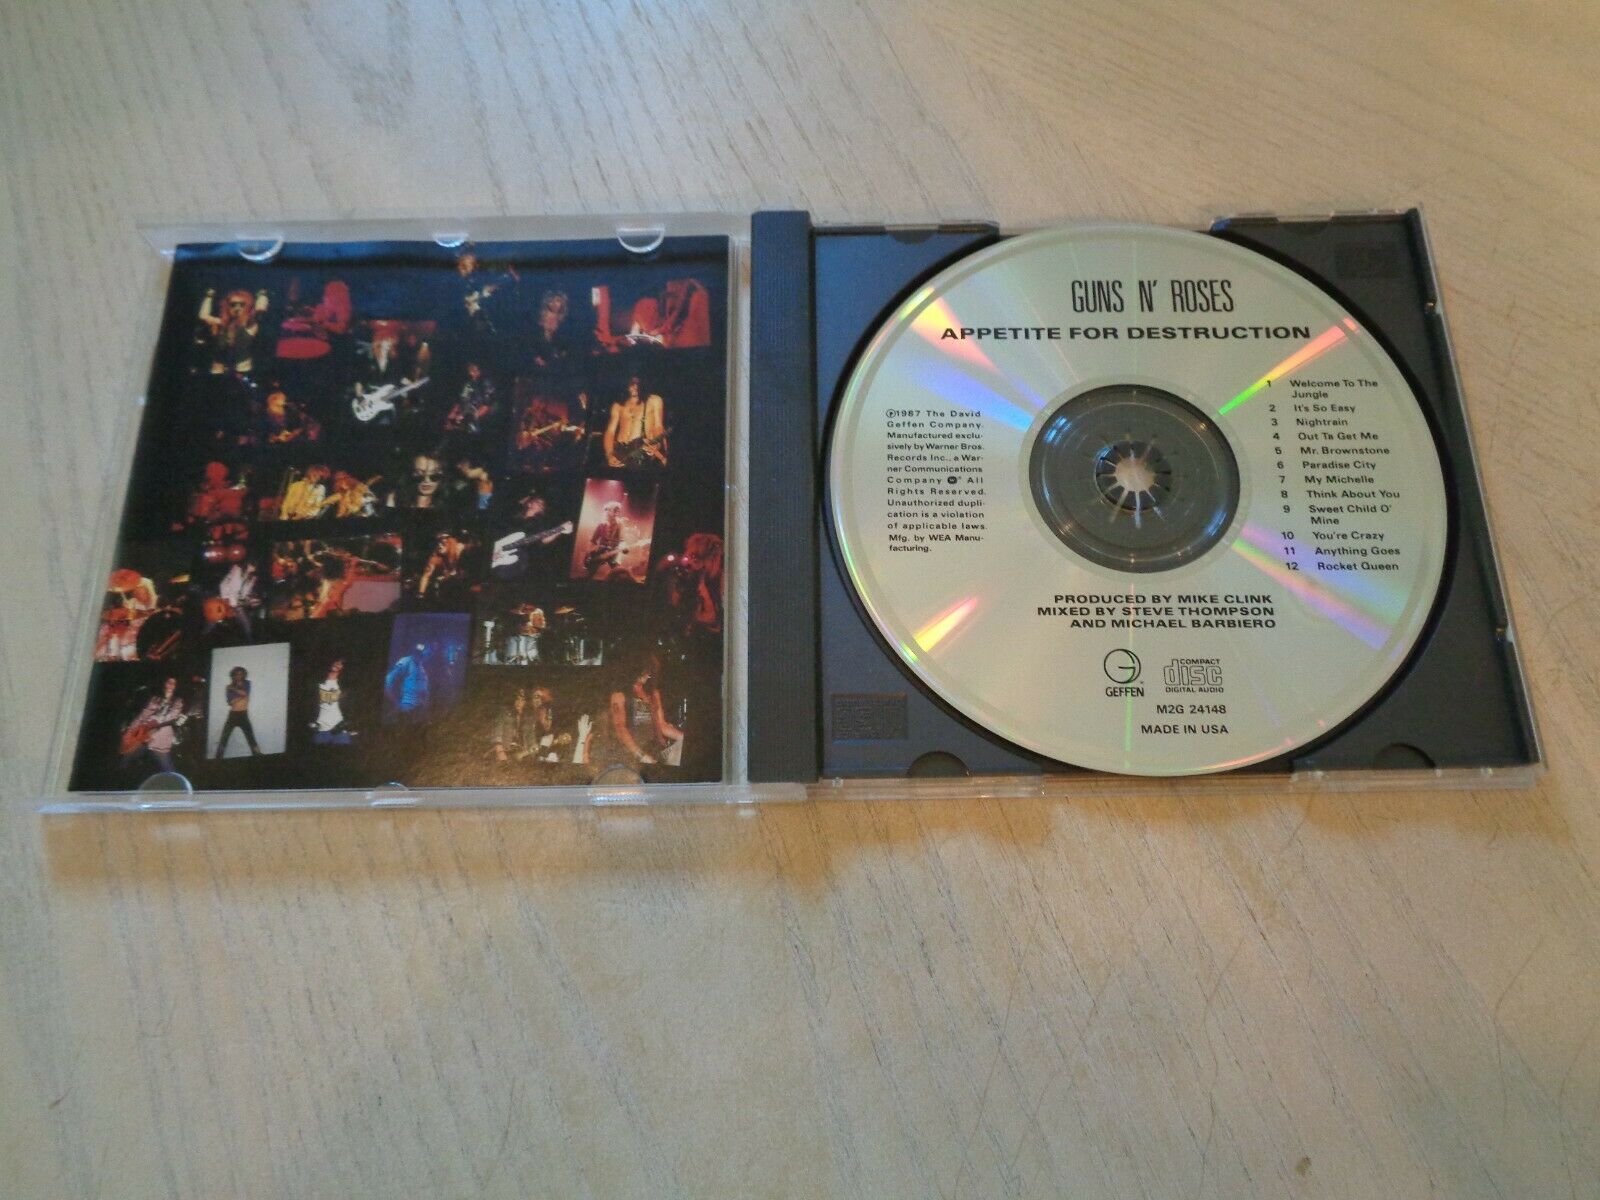 GUNS N' ROSES
APPETITE FOR DESTRUCTION
℗1987 The David
Geffen Company.
Manufactured exclu-
sively by Warner Bros.
Records Inc., a War-
ner Communications
Company All
Rights Reserved.
Unauthorized dupli-
cation is a violation
of applicable laws.
Mfg. by WEA Manu-
facturing.
1 Welcome To The
Jungle
2 It's So Easy
3 Nightrain
4 Out Ta Get Me
5 Mr. Brownstone
6 Paradise City
7 My Michelle
8 Think About You
9 Sweet Child O'
Mine
10 You're Crazy
11 Anything Goes
12 Rocket Queen
PRODUCED BY MIKE CLINK
MIXED BY STEVE THOMPSON
AND MICHAEL BARBIERO
GEFFEN
COMPACT
disc
DIGITAL AUDIO
M2G 24148
MADE IN USA